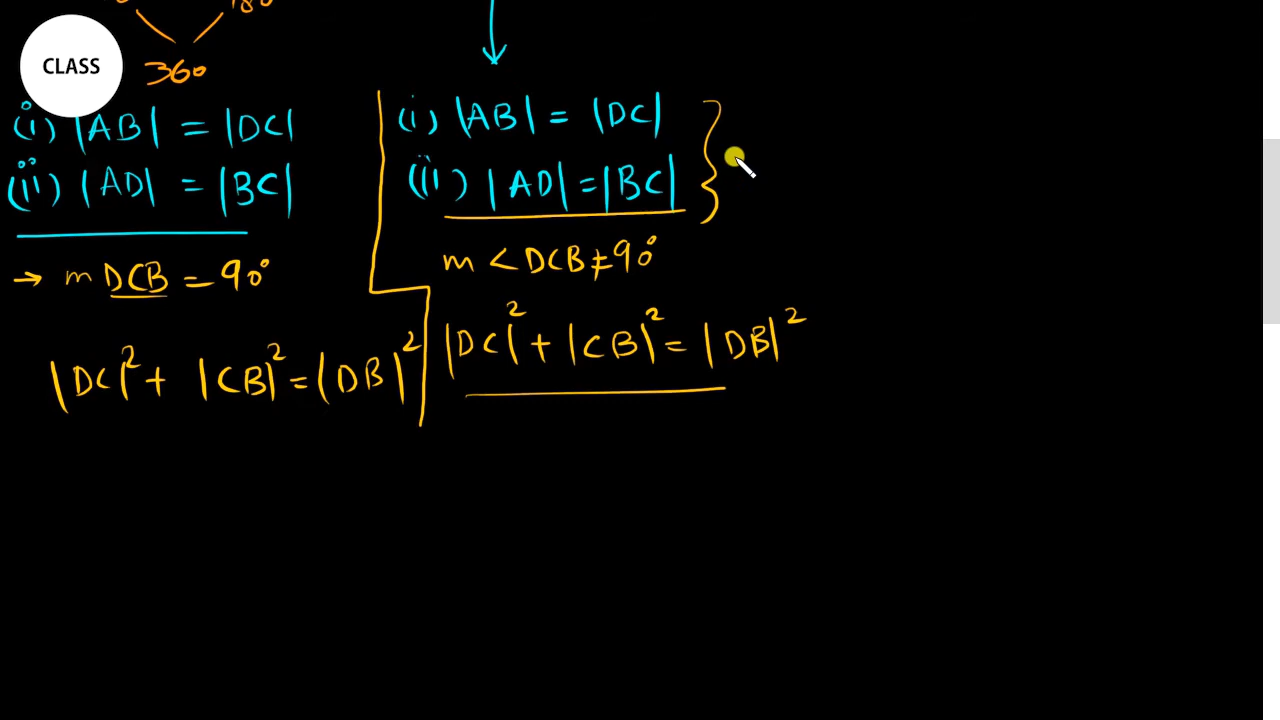 180
CLASS
360
(i) |AB| = |DC|
(ii) |AD| = |BC|
→ m DCB = 90°
|DC|² + |CB|² = |DB|²
(i) |AB| = |DC|
(ii) |AD| = |BC|
m < DCB ≠ 90°
|DC|² + |CB|² = |DB|²